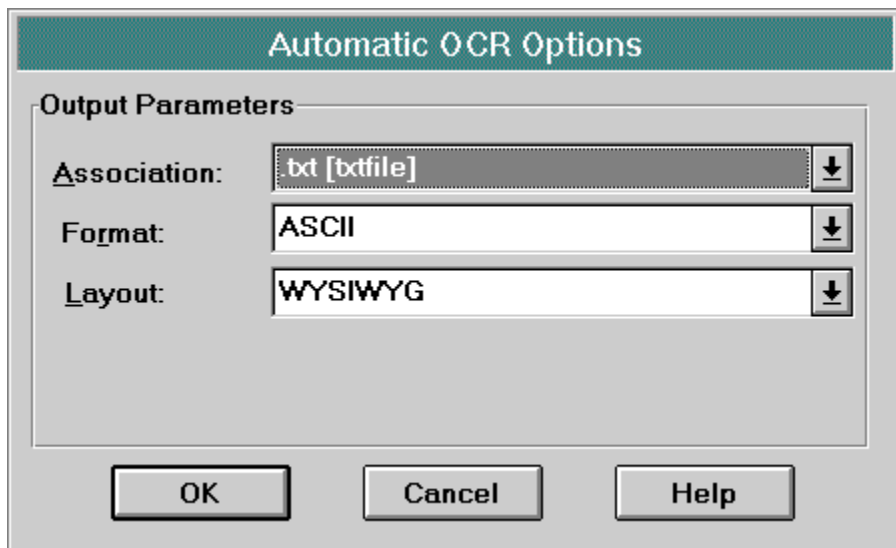 Automatic OCR Options
Output Parameters
Association: .txt [txtfile]
Format: ASCII
Layout: WYSIWYG
OK Cancel Help